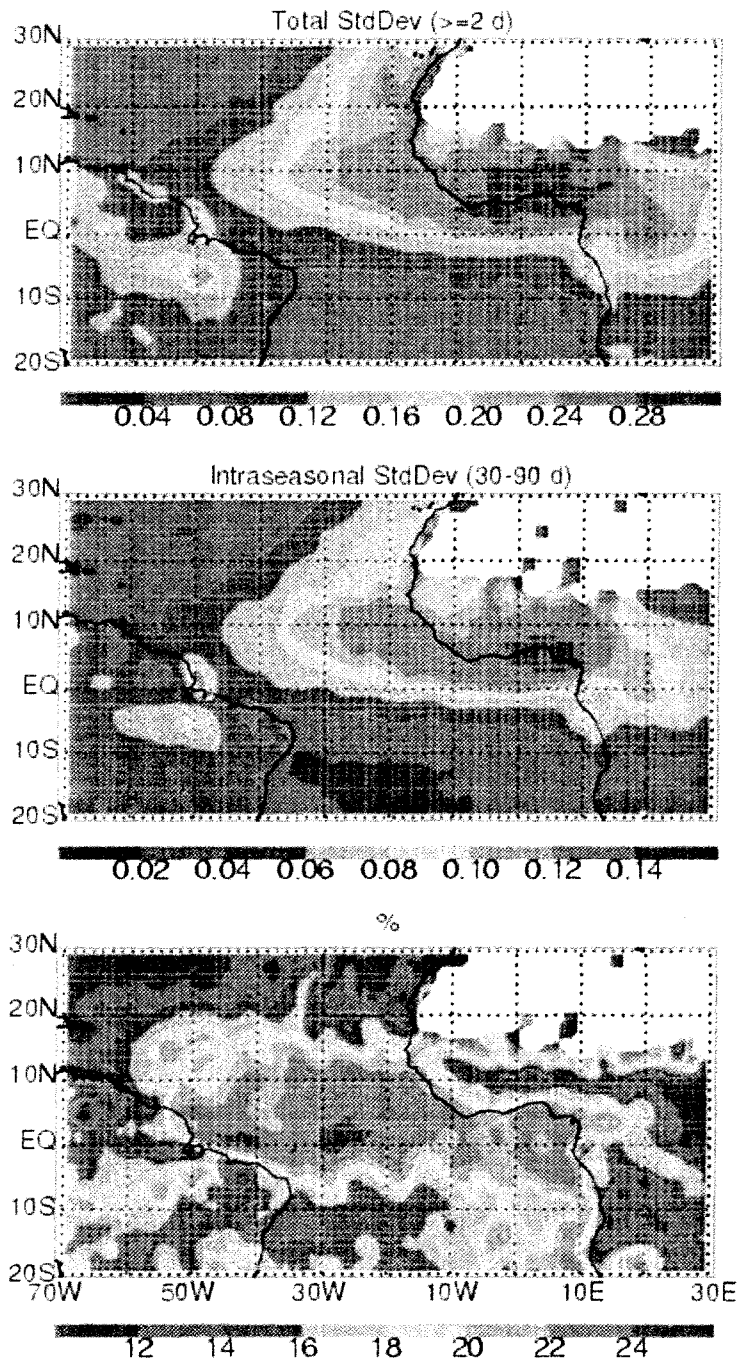 Total StdDev (>=2 d)
30N
20N
10N
EQ
10S
20S
0.04 0.08 0.12 0.16 0.20 0.24 0.28
Intraseasonal StdDev (30-90 d)
30N
20N
10N
EQ
10S
20S
0.02 0.04 0.06 0.08 0.10 0.12 0.14
%
30N
20N
10N
EQ
10S
20S
70W 50W 30W 10W 10E 30E
12 14 16 18 20 22 24